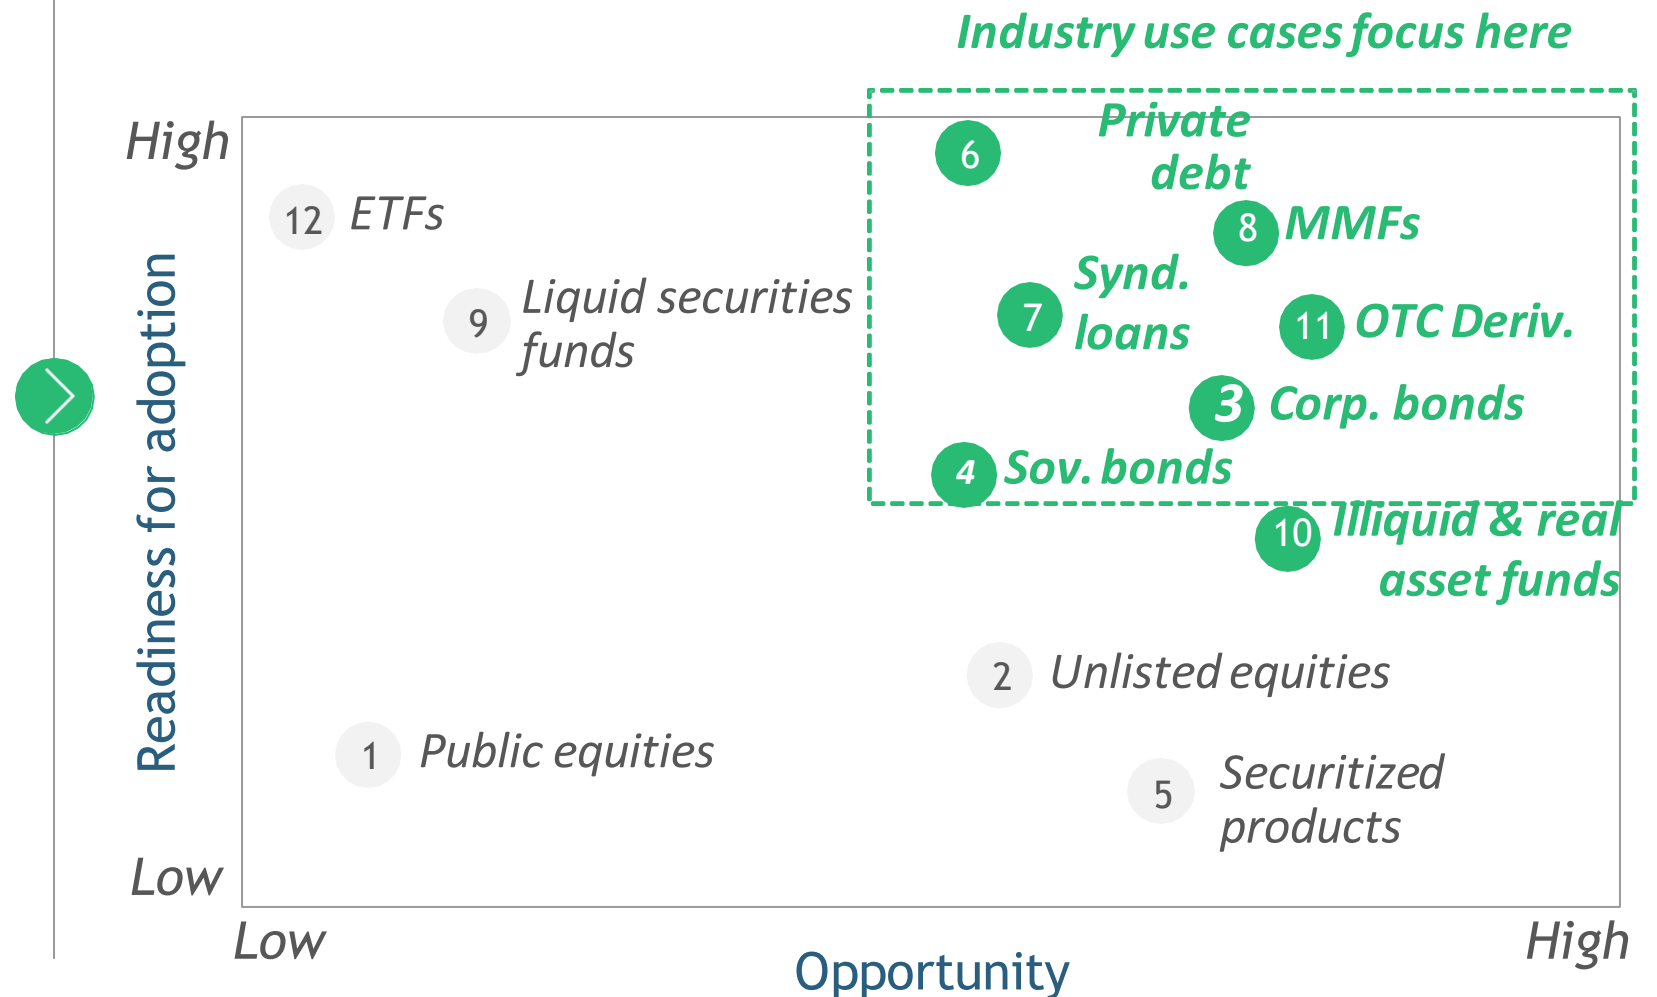 Industry use cases focus here
High
6
Private
debt
12 ETFs
8 MMFs
9 Liquid securities
funds
7 Synd.
loans
11 OTC Deriv.
3 Corp. bonds
4 Sov. bonds
10 Illiquid & real
asset funds
Readiness for adoption
2 Unlisted equities
1 Public equities
5 Securitized
products
Low
Low
High
Opportunity